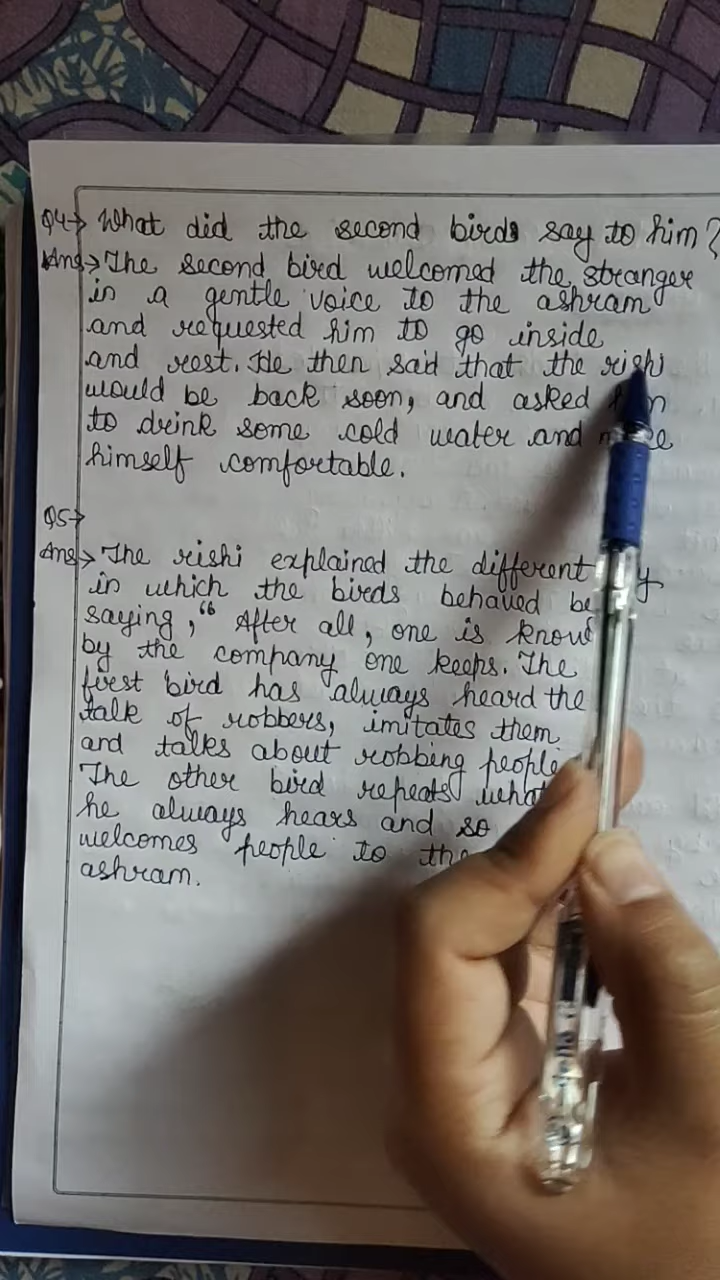 Q4→ What did the second birds say to him?
Ans→ The second bird welcomed the stranger
in a gentle voice to the ashram
and requested him to go inside
and rest. He then said that the rishi
would be back soon, and asked
to drink some cold water and
himself comfortable.
Q5→
Ans→ The rishi explained the different
in which the birds behaved
saying, “ After all, one is know
by the company one keeps. The
first bird has always heard the
talk of robbers, imitates them
and talks about robbing people
The other bird repeats what
he always hears and so
welcomes people to the
ashram.